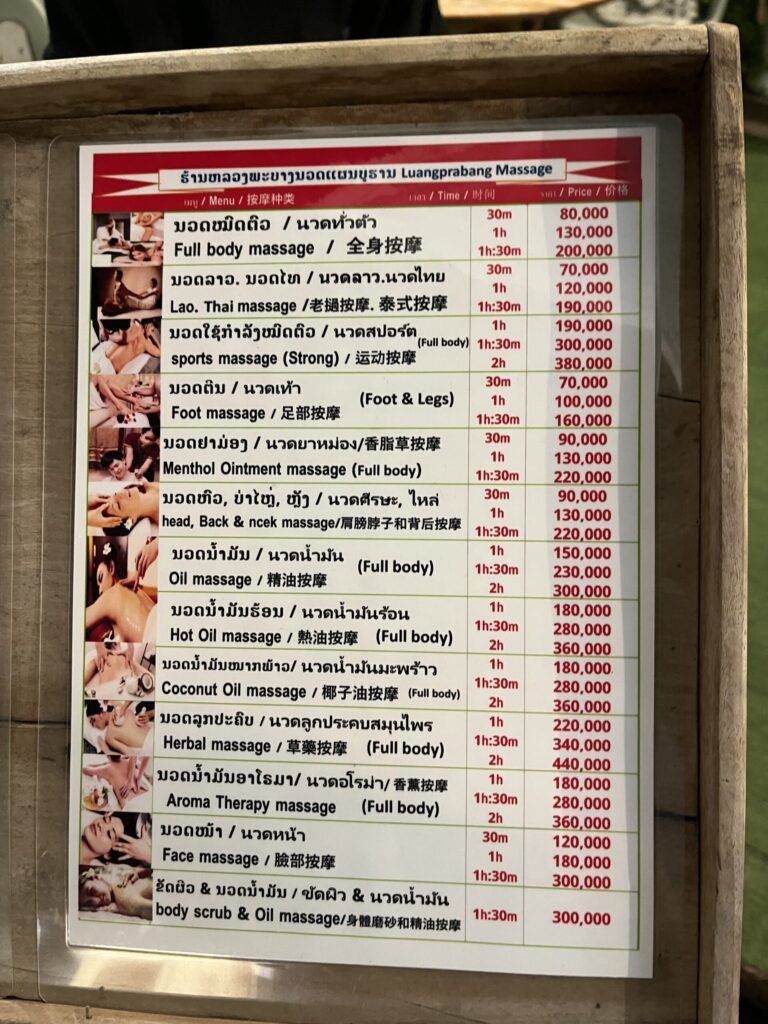 ຮ້ານຫລວງພະບາງນວດແຜນບູຮານ Luangprabang Massage
/ Menu / 按摩种类 / Time / 时间 / Price / 价格
ນວດໝົດຕົວ / นวดทั่วตัว 30m 80,000
1h 130,000
Full body massage / 全身按摩 1h:30m 200,000
ນວດລາວ. ນວດໄທ / นวดลาว.นวดไทย 30m 70,000
1h 120,000
Lao. Thai massage /老撾按摩. 泰式按摩 1h:30m 190,000
ນວດໃຊ້ກຳລັງໝົດຕົວ / นวดสปอร์ต 1h 190,000
(Full body) 1h:30m 300,000
sports massage (Strong) / 运动按摩 2h 380,000
ນວດຕີນ / นวดเท้า 30m 70,000
(Foot & Legs) 1h 100,000
Foot massage / 足部按摩 1h:30m 160,000
ນວດຢາມ່ອງ / นวดยาหม่อง/香脂草按摩 30m 90,000
1h 130,000
Menthol Ointment massage (Full body) 1h:30m 220,000
ນວດຫົວ, ບ່າໄຫຼ່, ຫຼັງ / นวดศีรษะ, ไหล่ 30m 90,000
1h 130,000
head, Back & ncek massage/肩膀脖子和背后按摩 1h:30m 220,000
ນວດນ້ຳມັນ / นวดน้ำมัน 1h 150,000
(Full body) 1h:30m 230,000
Oil massage / 精油按摩 2h 300,000
ນວດນ້ຳມັນຮ້ອນ / นวดน้ำมันร้อน 1h 180,000
1h:30m 280,000
Hot Oil massage / 熱油按摩 (Full body) 2h 360,000
ນວດນ້ຳມັນໝາກພ້າວ/ นวดน้ำมันมะพร้าว 1h 180,000
1h:30m 280,000
Coconut Oil massage / 椰子油按摩 (Full body) 2h 360,000
ນວດລູກປະຄົບ / นวดลูกประคบสมุนไพร 1h 220,000
1h:30m 340,000
Herbal massage / 草藥按摩 (Full body) 2h 440,000
ນວດນ້ຳມັນອາໂຣມາ/ นวดอโรม่า/ 香薰按摩 1h 180,000
1h:30m 280,000
Aroma Therapy massage (Full body) 2h 360,000
ນວດໜ້າ / นวดหน้า 30m 120,000
1h 180,000
Face massage / 臉部按摩 1h:30m 300,000
ຂັດຜິວ & ນວດນ້ຳມັນ / ขัดผิว & นวดน้ำมัน
body scrub & Oil massage/身體磨砂和精油按摩 1h:30m 300,000